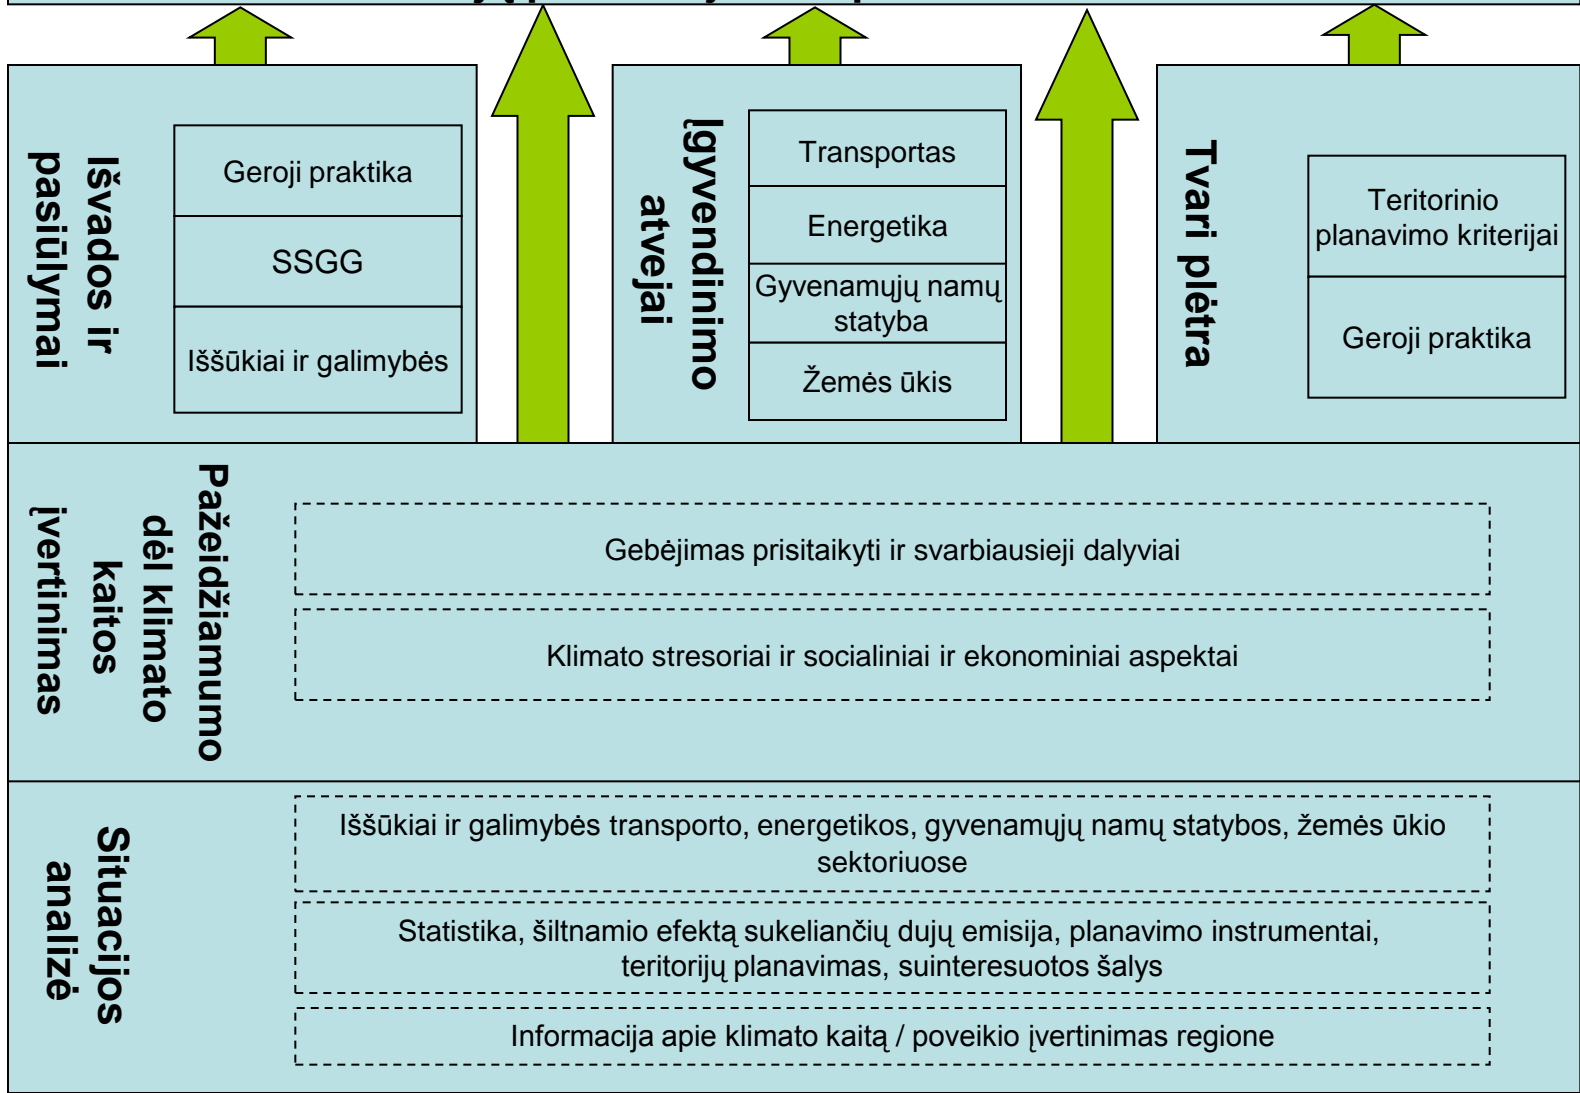 Išvados ir
pasiūlymai
Geroji praktika
SSGG
Iššūkiai ir galimybės
Įgyvendinimo
atvejai
Transportas
Energetika
Gyvenamųjų namų
statyba
Žemės ūkis
Tvari plėtra
Teritorinio
planavimo kriterijai
Geroji praktika
Pažeidžiamumo
dėl klimato
kaitos
įvertinimas
Gebėjimas prisitaikyti ir svarbiausieji dalyviai
Klimato stresoriai ir socialiniai ir ekonominiai aspektai
Situacijos
analizė
Iššūkiai ir galimybės transporto, energetikos, gyvenamųjų namų statybos, žemės ūkio
sektoriuose
Statistika, šiltnamio efektą sukeliančių dujų emisija, planavimo instrumentai,
teritorijų planavimas, suinteresuotos šalys
Informacija apie klimato kaitą / poveikio įvertinimas regione